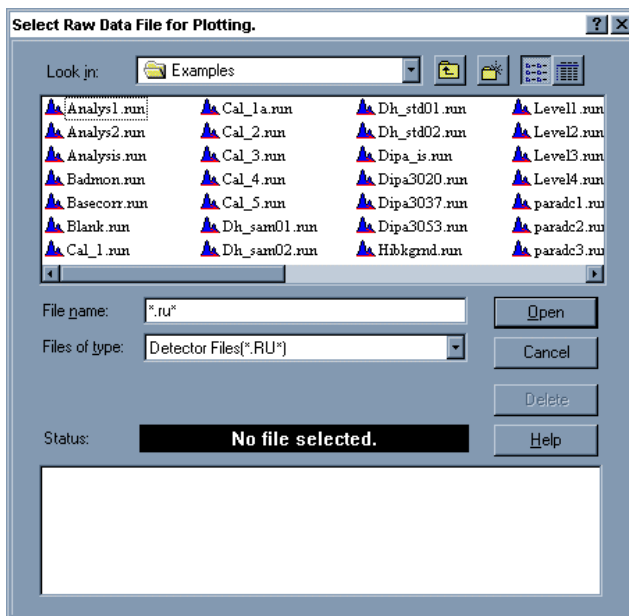 Select Raw Data File for Plotting.
Look in: Examples
Analys1.run Cal_1a.run Dh_std01.run Level1.run
Analys2.run Cal_2.run Dh_std02.run Level2.run
Analysis.run Cal_3.run Dipa_is.run Level3.run
Badmon.run Cal_4.run Dipa3020.run Level4.run
Basecorr.run Cal_5.run Dipa3037.run paradc1.run
Blank.run Dh_sam01.run Dipa3053.run paradc2.run
Cal_1.run Dh_sam02.run Hibkgrnd.run paradc3.run
File name: *.ru* Open
Files of type: Detector Files(*.RU*) Cancel
Delete
Status: No file selected. Help